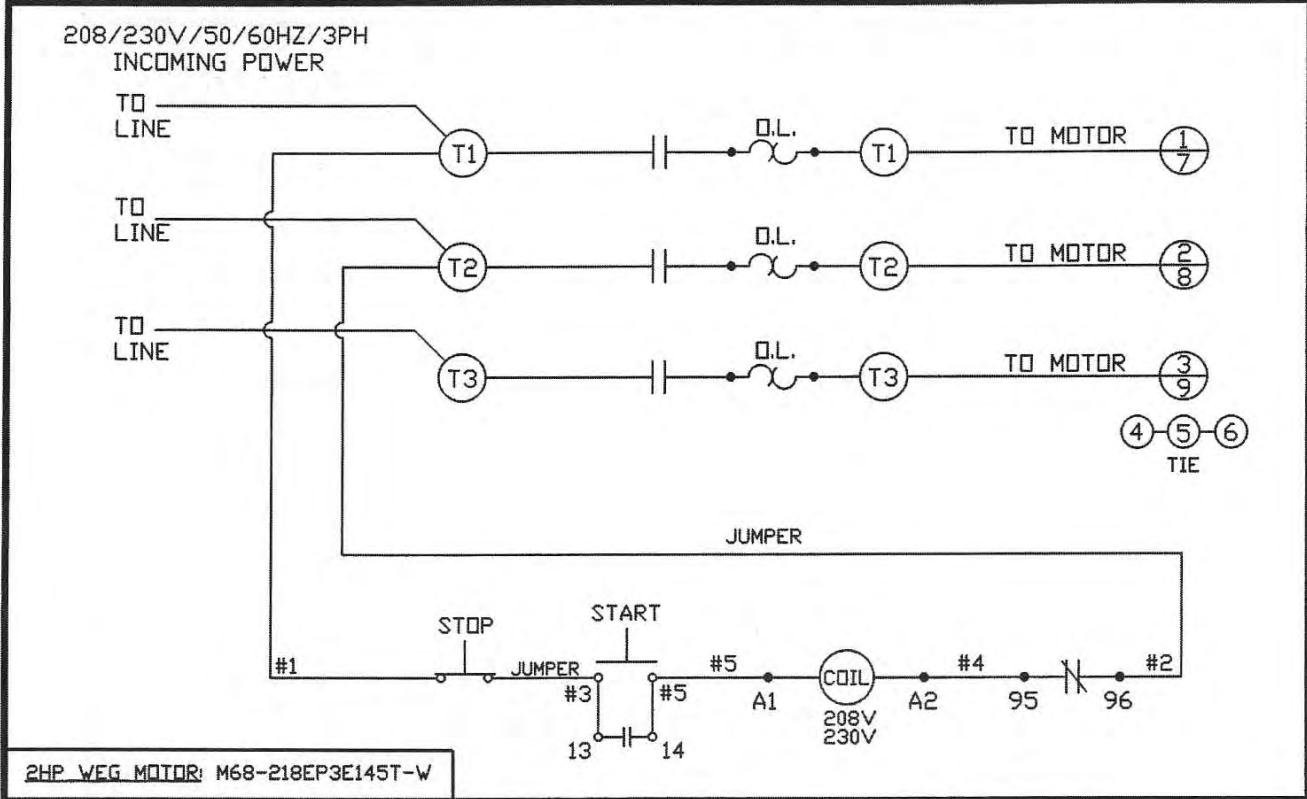 208/230V/50/60HZ/3PH
INCOMING POWER
TO
LINE
T1
O.L.
T1
TO MOTOR
1
7
TO
LINE
T2
O.L.
T2
TO MOTOR
2
8
TO
LINE
T3
O.L.
T3
TO MOTOR
3
9
4
5
6
TIE
JUMPER
STOP
START
#1
JUMPER
#3
#5
#5
A1
COIL
208V
230V
A2
#4
95
96
#2
13
14
2HP WEG MOTOR: M68-218EP3E145T-W